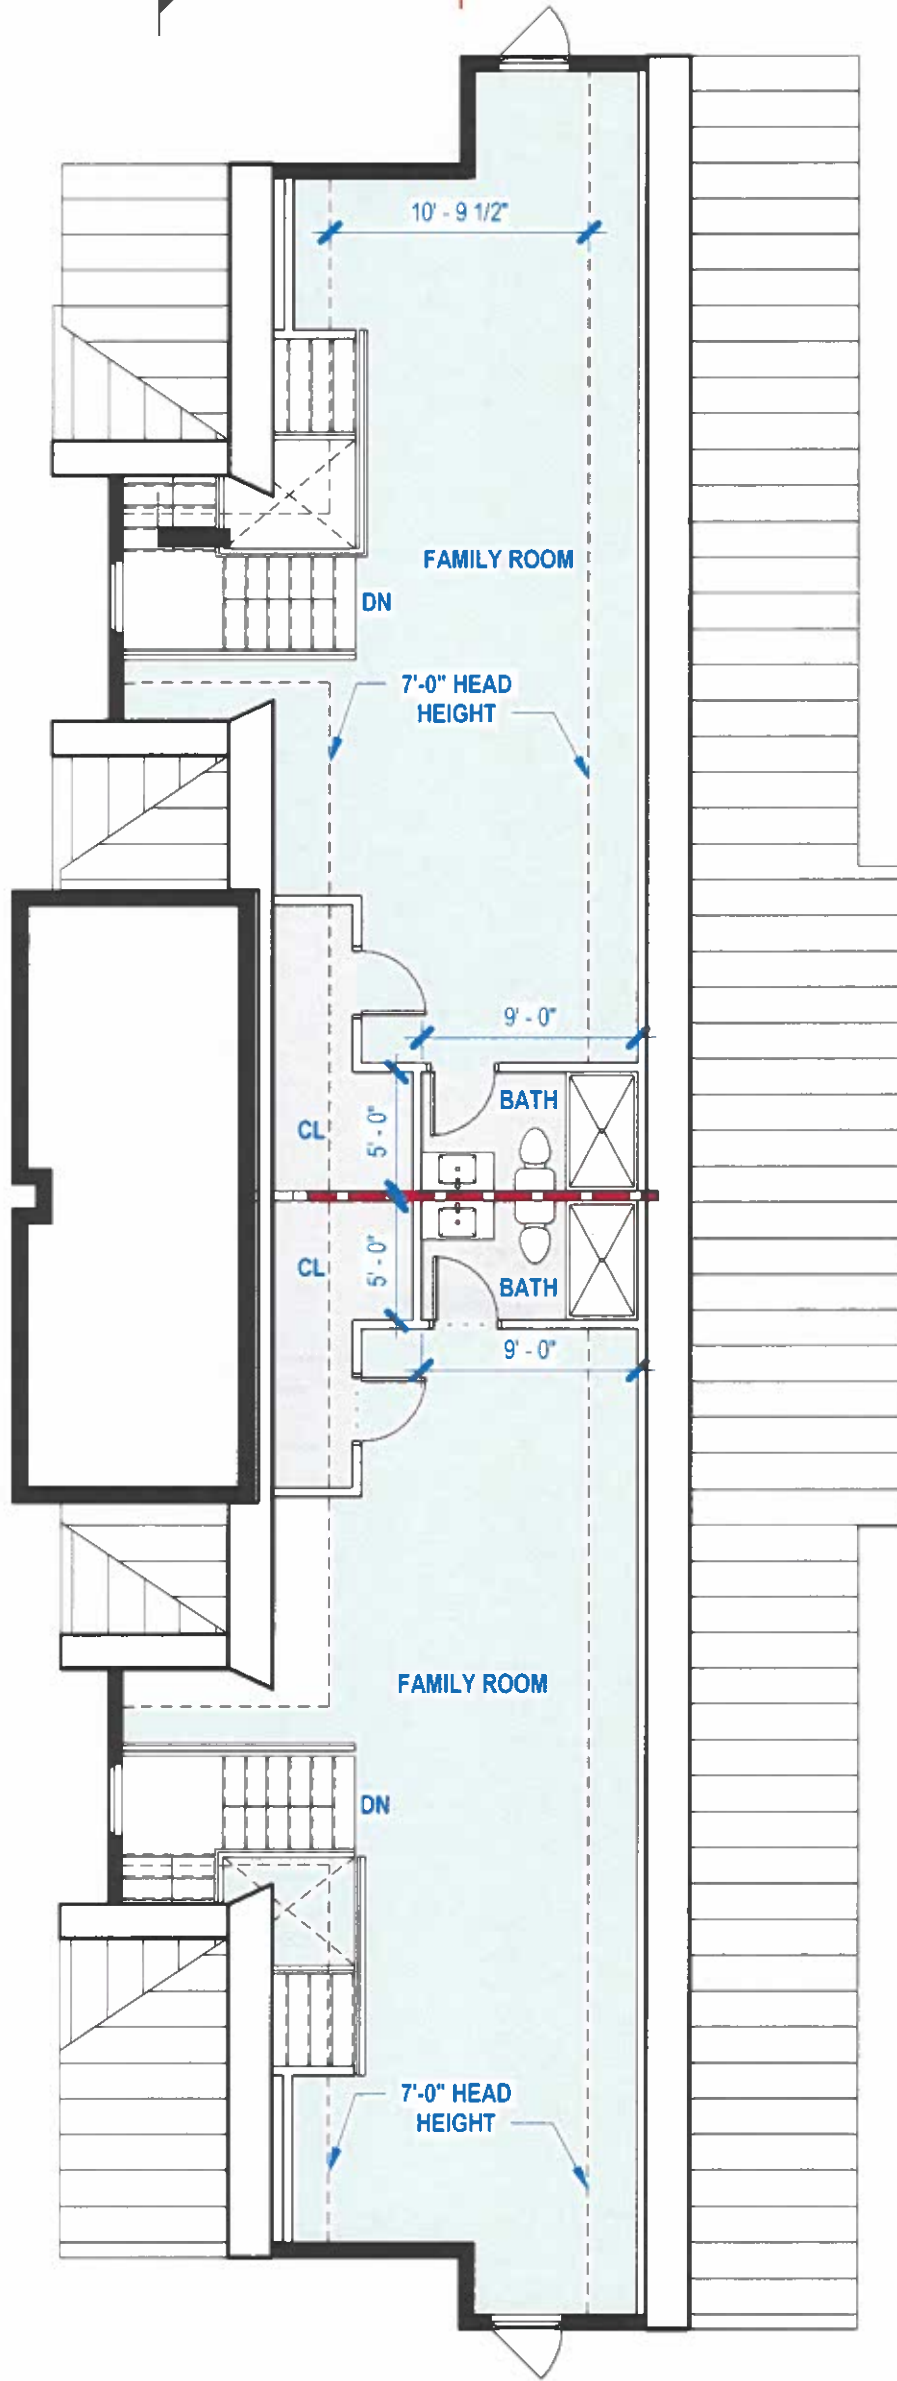 10' - 9 1/2"
FAMILY ROOM
DN
7'-0" HEAD
HEIGHT
9' - 0"
BATH
CL
5' - 0"
5' - 0"
CL
BATH
9' - 0"
FAMILY ROOM
DN
7'-0" HEAD
HEIGHT